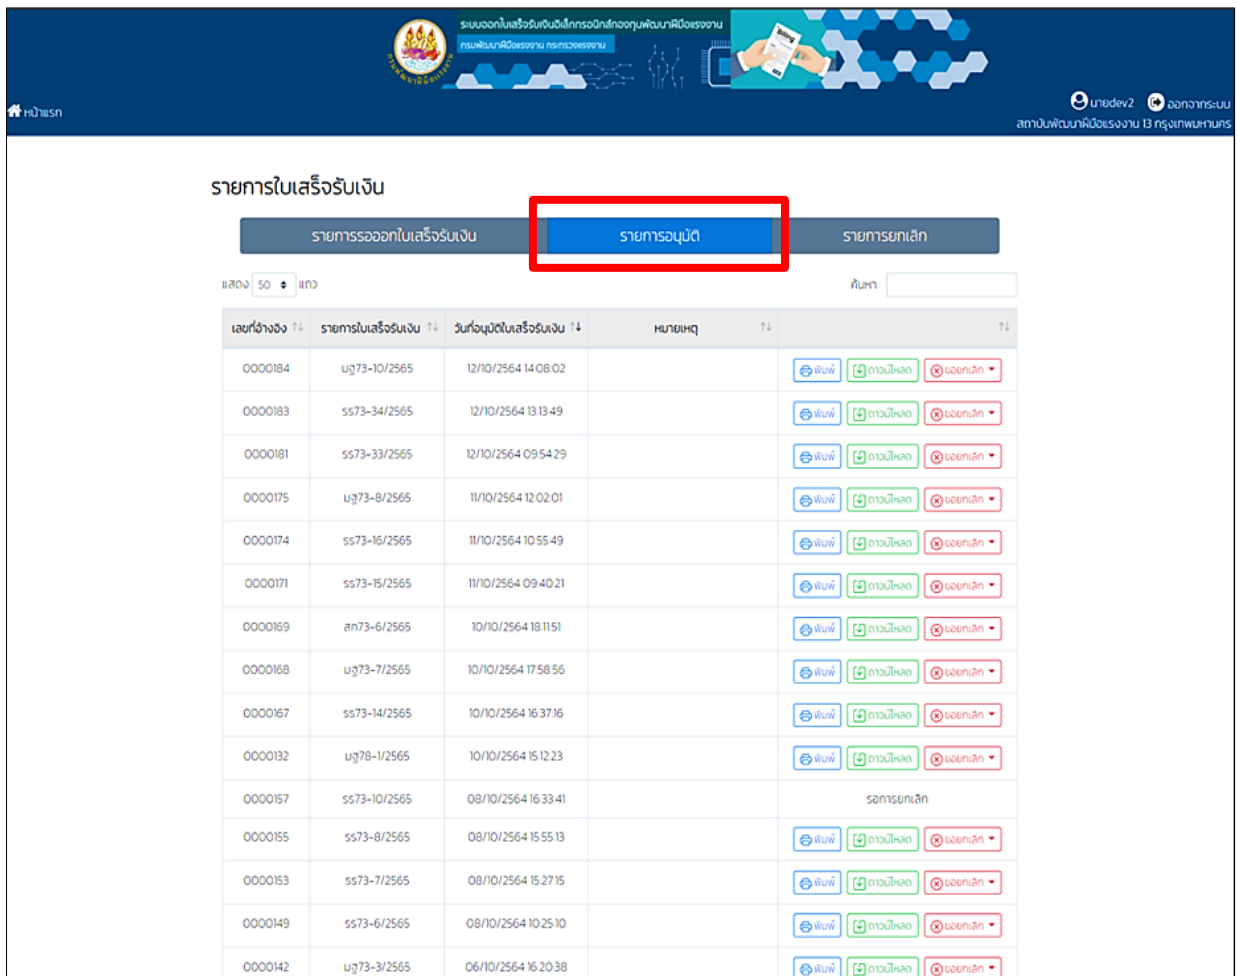 ระบบออกใบเสร็จรับเงินอิเล็กทรอนิกส์กองทุนพัฒนาฝีมือแรงงาน
กรมพัฒนาฝีมือแรงงาน กระทรวงแรงงาน
Billing
หน้าแรก
นายdev2 ออกจากระบบ
สถาบันพัฒนาฝีมือแรงงาน 13 กรุงเทพมหานคร
รายการใบเสร็จรับเงิน
รายการรอออกใบเสร็จรับเงิน รายการอนุมัติ รายการยกเลิก
แสดง 50 แถว ค้นหา
เลขที่อ้างอิง รายการใบเสร็จรับเงิน วันที่อนุมัติใบเสร็จรับเงิน หมายเหตุ
0000184 มฐ73-10/2565 12/10/2564 14:08:02 พิมพ์ ดาวน์โหลด ขอยกเลิก
0000183 รร73-34/2565 12/10/2564 13:13:49 พิมพ์ ดาวน์โหลด ขอยกเลิก
0000181 รร73-33/2565 12/10/2564 09:54:29 พิมพ์ ดาวน์โหลด ขอยกเลิก
0000175 มฐ73-8/2565 11/10/2564 12:02:01 พิมพ์ ดาวน์โหลด ขอยกเลิก
0000174 รร73-16/2565 11/10/2564 10:55:49 พิมพ์ ดาวน์โหลด ขอยกเลิก
0000171 รร73-15/2565 11/10/2564 09:40:21 พิมพ์ ดาวน์โหลด ขอยกเลิก
0000169 สก73-6/2565 10/10/2564 18:11:51 พิมพ์ ดาวน์โหลด ขอยกเลิก
0000168 มฐ73-7/2565 10/10/2564 17:58:56 พิมพ์ ดาวน์โหลด ขอยกเลิก
0000167 รร73-14/2565 10/10/2564 16:37:16 พิมพ์ ดาวน์โหลด ขอยกเลิก
0000132 มฐ78-1/2565 10/10/2564 15:12:23 พิมพ์ ดาวน์โหลด ขอยกเลิก
0000157 รร73-10/2565 08/10/2564 16:33:41 รอการยกเลิก
0000155 รร73-8/2565 08/10/2564 15:55:13 พิมพ์ ดาวน์โหลด ขอยกเลิก
0000153 รร73-7/2565 08/10/2564 15:27:15 พิมพ์ ดาวน์โหลด ขอยกเลิก
0000149 รร73-6/2565 08/10/2564 10:25:10 พิมพ์ ดาวน์โหลด ขอยกเลิก
0000142 มฐ73-3/2565 06/10/2564 16:20:38 พิมพ์ ดาวน์โหลด ขอยกเลิก